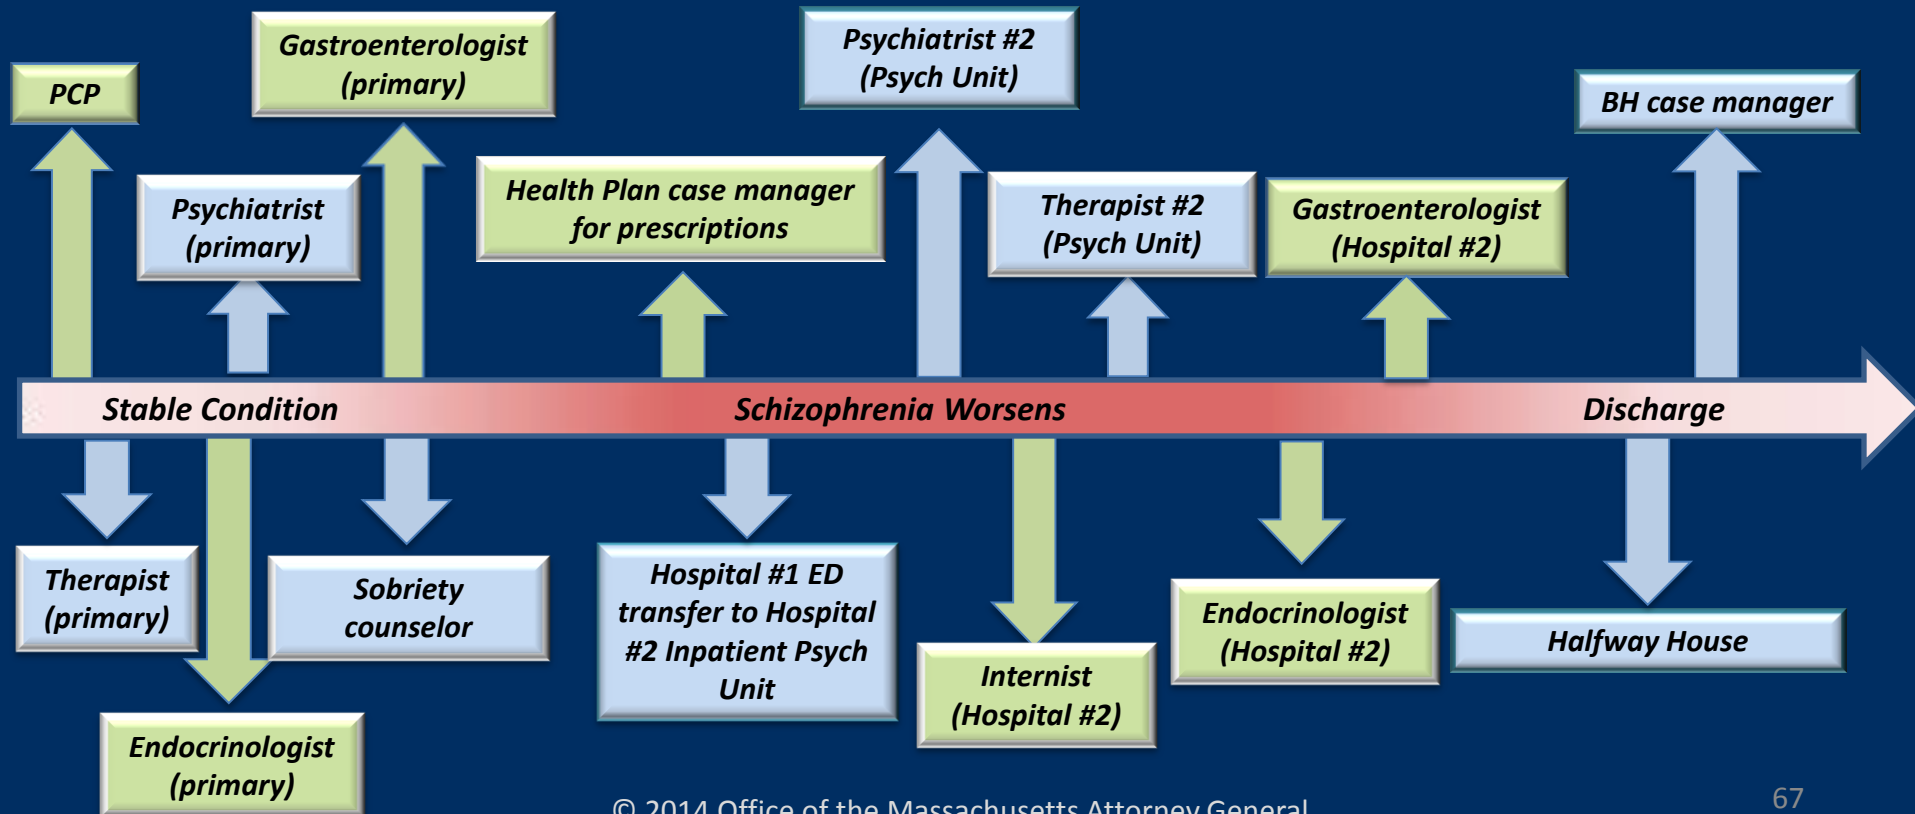 PCP
Gastroenterologist
(primary)
Psychiatrist #2
(Psych Unit)
BH case manager
Psychiatrist
(primary)
Health Plan case manager
for prescriptions
Therapist #2
(Psych Unit)
Gastroenterologist
(Hospital #2)
Stable Condition
Schizophrenia Worsens
Discharge
Therapist
(primary)
Sobriety
counselor
Hospital #1 ED
transfer to Hospital
#2 Inpatient Psych
Unit
Endocrinologist
(Hospital #2)
Halfway House
Internist
(Hospital #2)
Endocrinologist
(primary)
© 2014 Office of the Massachusetts Attorney General
67